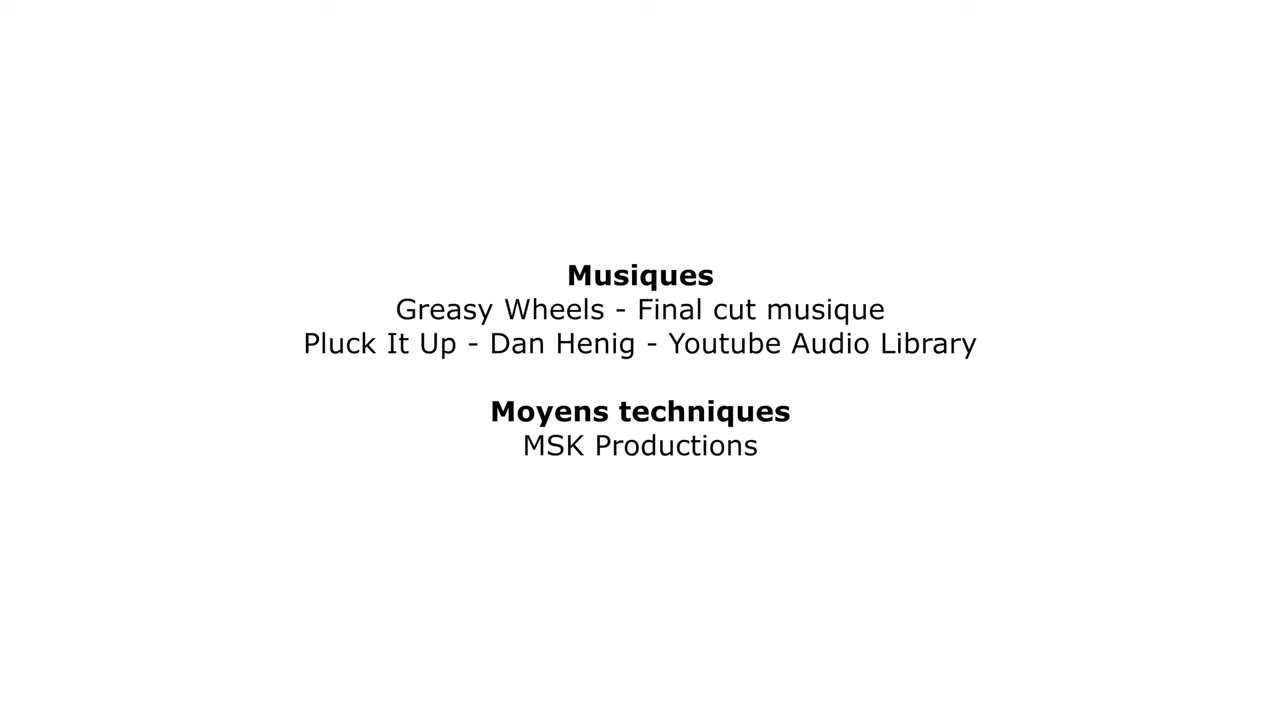 Musiques
Greasy Wheels - Final cut musique
Pluck It Up - Dan Henig - Youtube Audio Library
Moyens techniques
MSK Productions